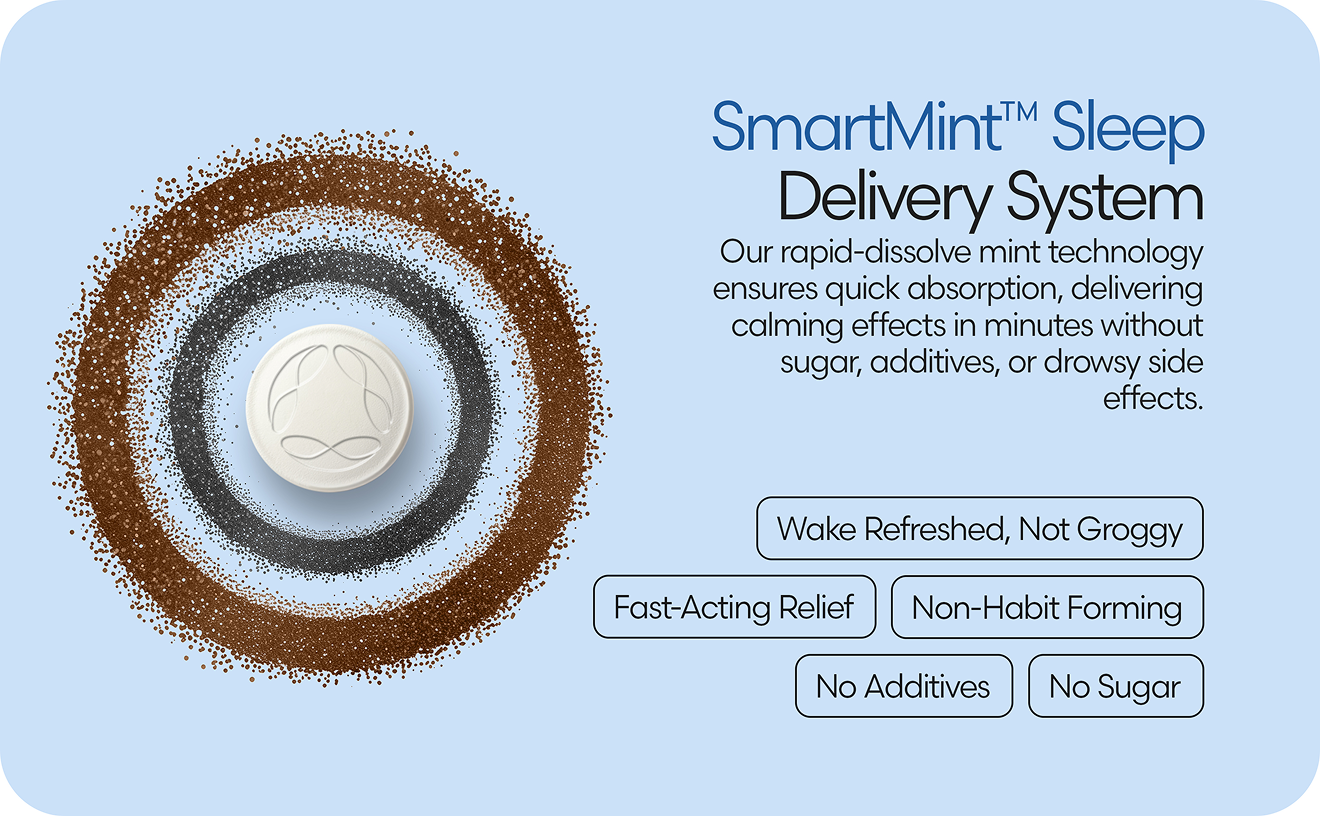 SmartMint™ Sleep
Delivery System
Our rapid-dissolve mint technology
ensures quick absorption, delivering
calming effects in minutes without
sugar, additives, or drowsy side
effects.
Wake Refreshed, Not Groggy
Fast-Acting Relief
Non-Habit Forming
No Additives
No Sugar